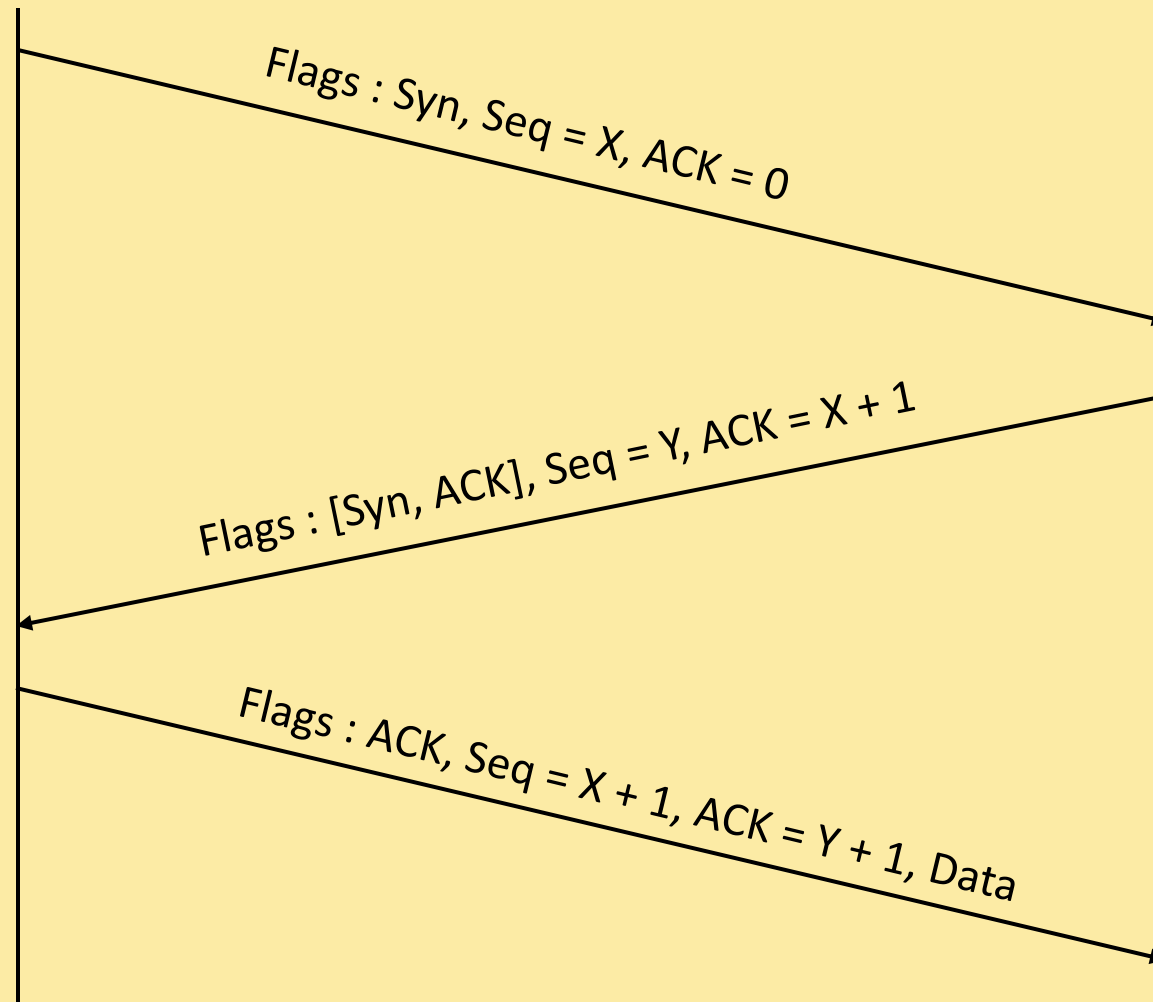 Flags : Syn, Seq = X, ACK = 0
Flags : [Syn, ACK], Seq = Y, ACK = X + 1
Flags : ACK, Seq = X + 1, ACK = Y + 1, Data